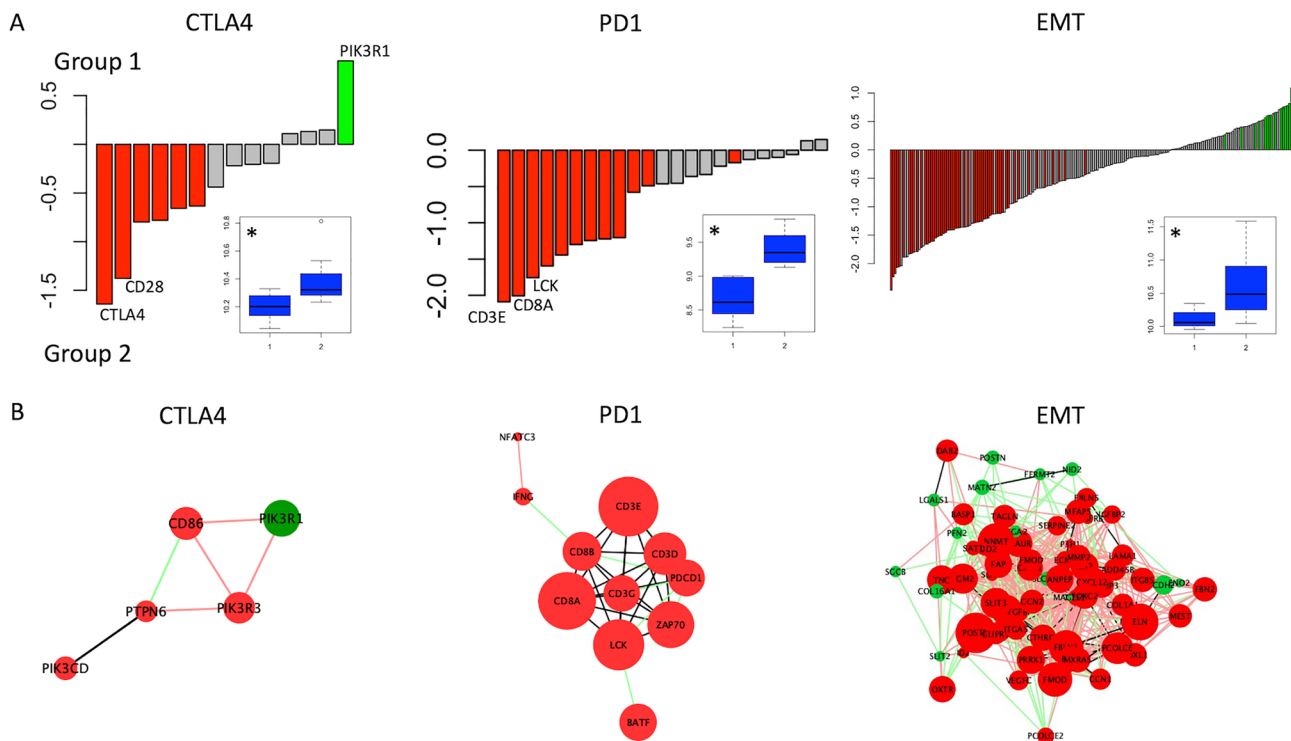 A
CTLA4
PD1
EMT
Group 1
PIK3R1
0.5
-0.5
-1.5
CTLA4
CD28
Group 2
*
10.8
10.6
10.4
10.2
1
2
0.0
-1.0
-2.0
CD3E
CD8A
LCK
*
9.5
9.0
8.5
1
2
1.0
0.5
0.0
-0.5
-1.0
-1.5
-2.0
*
11.5
11.0
10.5
10.0
1
2
B
CTLA4
PD1
EMT
CD86
PIK3R1
PTPN6
PIK3R3
PIK3CD
NFATC3
IFNG
CD3E
CD8B
CD3D
PDCD1
CD3G
CD8A
ZAP70
LCK
BATF
DAB2
POSTN
FERMT2
NID2
MATN2
LGALS1
BASP1
TAGLN
SERPINE2
MFAP5
PFN2
NNMT
SGCB
FAP
FMOD
MMP2
LAMA1
TNC
COL16A1
SLIT3
CCN2
ITGB5
FBN2
MEST
ELN
SLIT2
PRRX1
PCOLCE
OXTR
VEGFC
FMOD
CCN1
PCOLCE2